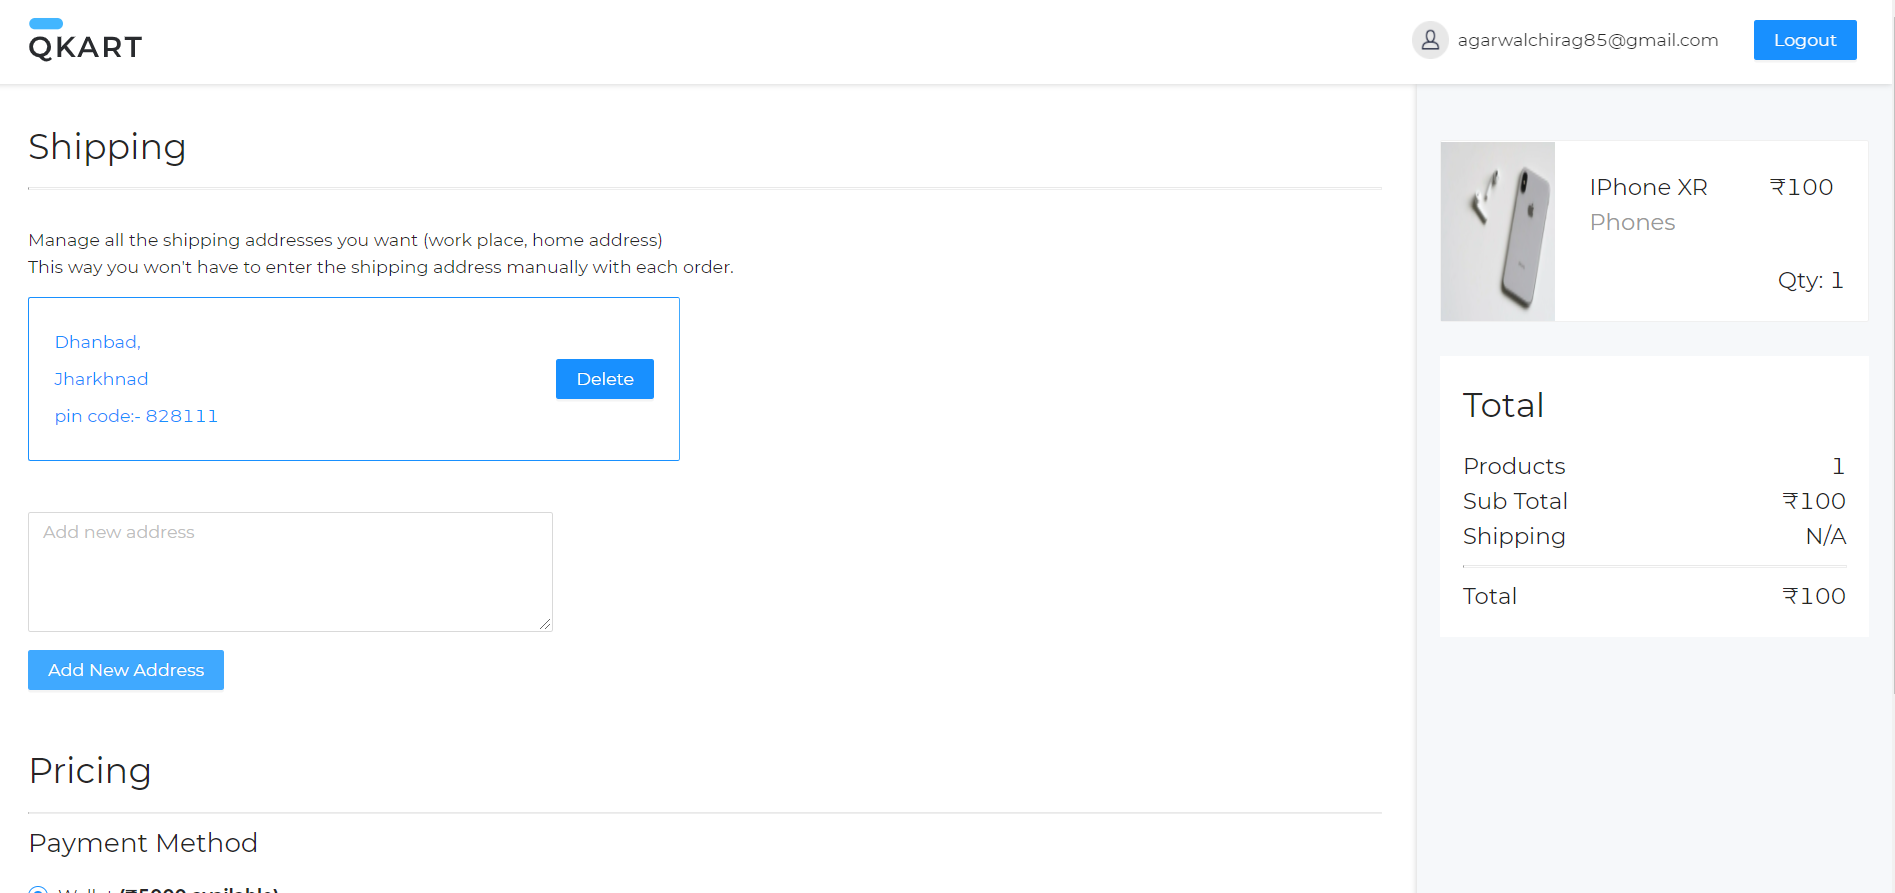 QKART
agarwalchirag85@gmail.com
Logout
Shipping
Manage all the shipping addresses you want (work place, home address)
This way you won't have to enter the shipping address manually with each order.
Dhanbad,
Jharkhnad
pin code:- 828111
Delete
Add new address
Add New Address
Pricing
Payment Method
Wallet (₹5000 available)
IPhone XR ₹100
Phones
Qty: 1
Total
Products 1
Sub Total ₹100
Shipping N/A
Total ₹100